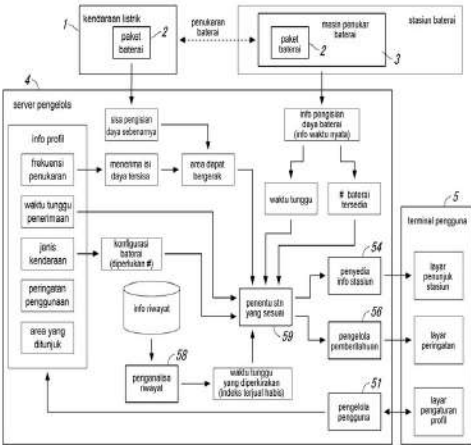 1
kendaraan listrik
paket
baterai
2
penukaran
baterai
stasiun baterai
mesin penukar
baterai
paket
baterai
2
3
4
server pengelola
sisa pengisian
daya sebenarnya
info pengisian
daya baterai
(info waktu nyata)
info profil
frekuensi
penukaran
menerima isi
daya tersisa
area dapat
bergerak
waktu tunggu
# baterai
tersedia
waktu tunggu
penerimaan
5
terminal pengguna
jenis
kendaraan
konfigurasi
baterai
(diperlukan #)
54
penyedia
info stasiun
layar
penunjuk
stasiun
peringatan
penggunaan
info riwayat
penentu stn
yang sesuai
59
56
pengelola
pemberitahuan
layar
peringatan
area yang
ditunjuk
58
penganalisa
riwayat
waktu tunggu
yang diperkirakan
(indeks terjual habis)
51
pengelola
pengguna
layar
pengaturan
profil